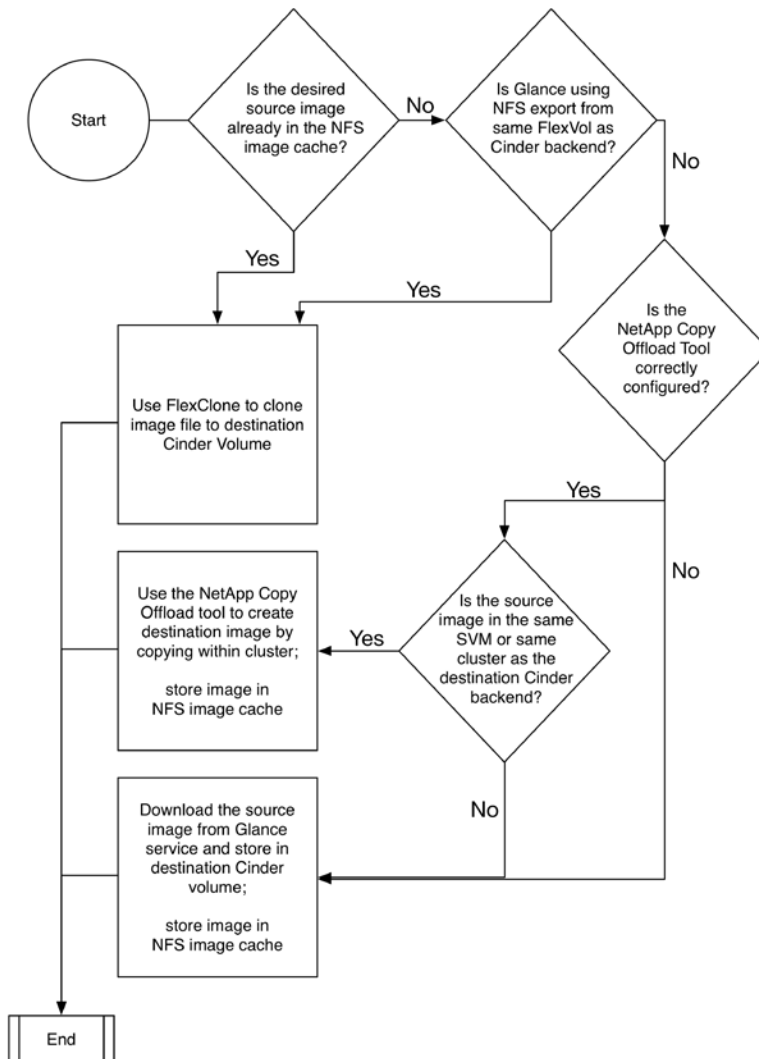 Start
Is the desired
source image
already in the NFS
image cache?
No
Is Glance using
NFS export from
same FlexVol as
Cinder backend?
No
Yes
Yes
Is the
NetApp Copy
Offload Tool
correctly
configured?
Use FlexClone to clone
image file to destination
Cinder Volume
Yes
No
Use the NetApp Copy
Offload tool to create
destination image by
copying within cluster;
store image in
NFS image cache
Yes
Is the source
image in the same
SVM or same
cluster as the
destination Cinder
backend?
No
Download the source
image from Glance
service and store in
destination Cinder
volume;
store image in
NFS image cache
End